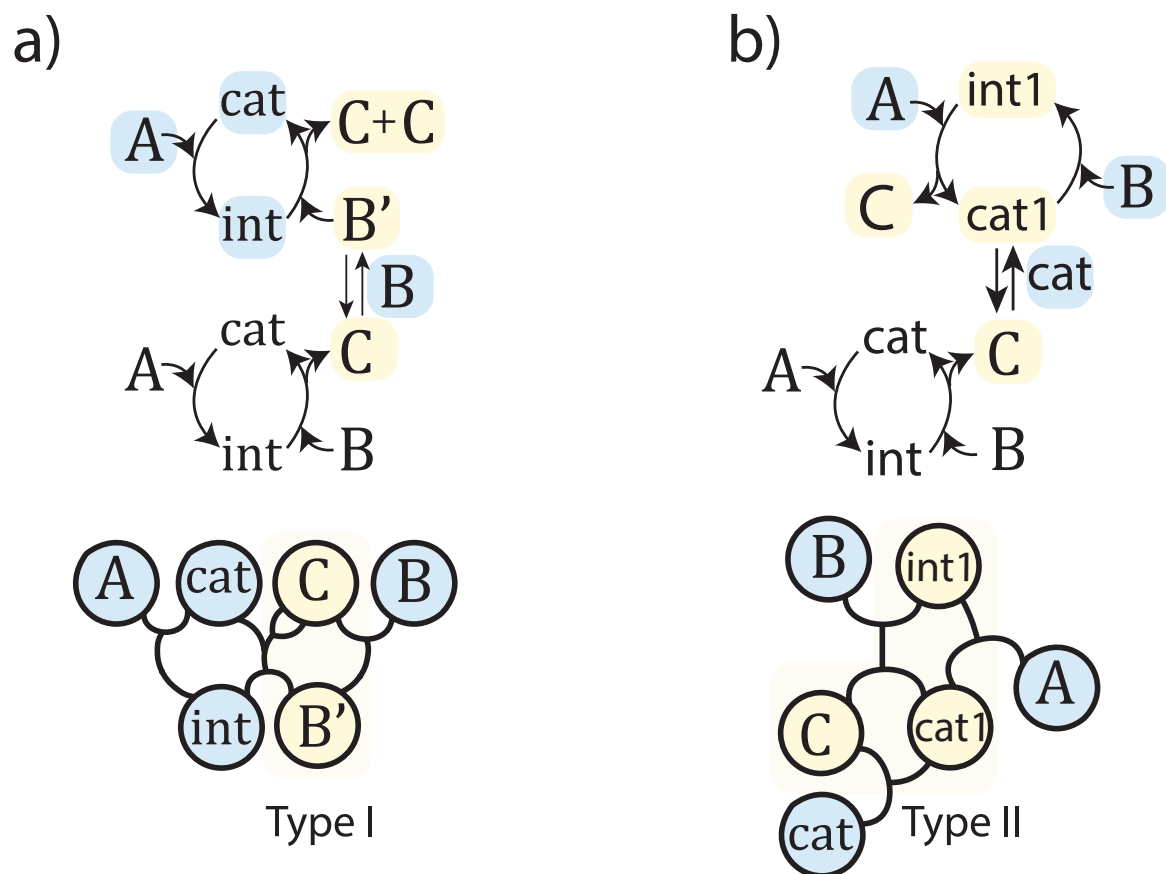 a)
cat
A
C+C
int
B’
B
cat
C
A
int
B
A
cat
C
B
int
B’
Type I
b)
A
int1
C
cat1
B
cat
cat
C
A
int
B
B
int1
A
C
cat1
cat
Type II